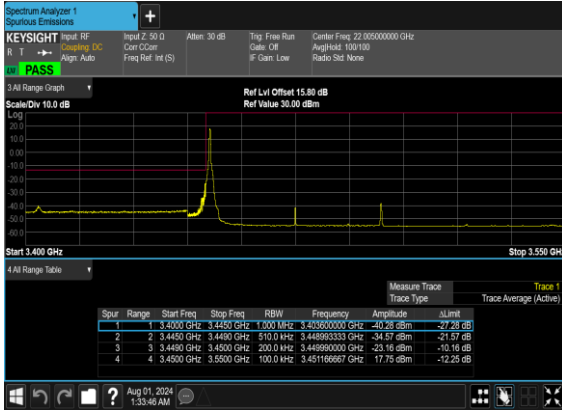 Spectrum Analyzer 1
Spurious Emissions
+
KEYSIGHT
R T
PASS
Input: RF
Coupling: DC
Align: Auto
Input Z: 50 Ω
Corr CCorr
Freq Ref: Int (S)
Atten: 30 dB
Trig: Free Run
Gate: Off
IF Gain: Low
Center Freq: 22.005000000 GHz
Avg|Hold: 100/100
Radio Std: None
3 All Range Graph
Scale/Div 10.0 dB
Ref Lvl Offset 15.80 dB
Ref Value 30.00 dBm
Log
20.0
10.0
0.00
-10.0
-20.0
-30.0
-40.0
-50.0
-60.0
Start 3.400 GHz
Stop 3.550 GHz
4 All Range Table
Measure Trace Trace 1
Trace Type Trace Average (Active)
Spur Range Start Freq Stop Freq RBW Frequency Amplitude ΔLimit
1 1 3.4000 GHz 3.4450 GHz 1.000 MHz 3.403600000 GHz -40.28 dBm -27.28 dB
2 2 3.4450 GHz 3.4490 GHz 510.0 kHz 3.448993333 GHz -34.57 dBm -21.57 dB
3 3 3.4490 GHz 3.4500 GHz 200.0 kHz 3.449990000 GHz -23.16 dBm -10.16 dB
4 4 3.4500 GHz 3.5500 GHz 100.0 kHz 3.451166667 GHz 17.75 dBm -12.25 dB
?
Aug 01, 2024
1:33:46 AM